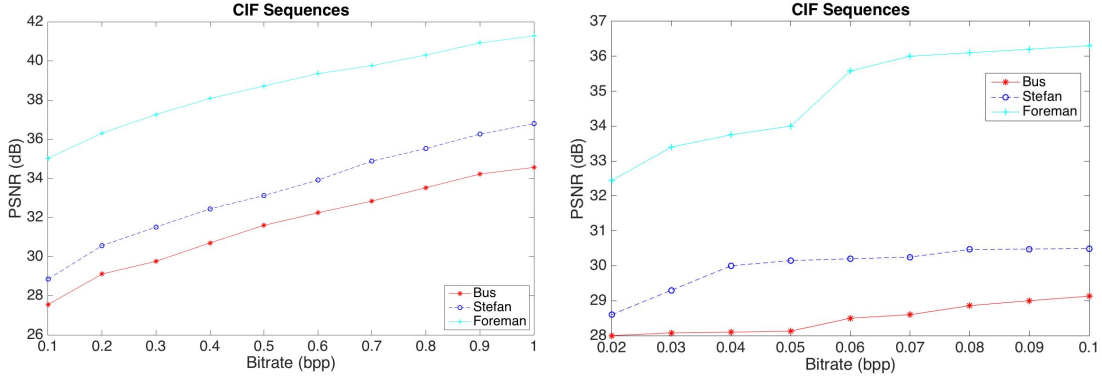 CIF Sequences
42
40
38
36
34
32
30
28
26
PSNR (dB)
Bus
Stefan
Foreman
0.1 0.2 0.3 0.4 0.5 0.6 0.7 0.8 0.9 1
Bitrate (bpp)
CIF Sequences
37
36
35
34
33
32
31
30
29
28
PSNR (dB)
Bus
Stefan
Foreman
0.02 0.03 0.04 0.05 0.06 0.07 0.08 0.09 0.1
Bitrate (bpp)